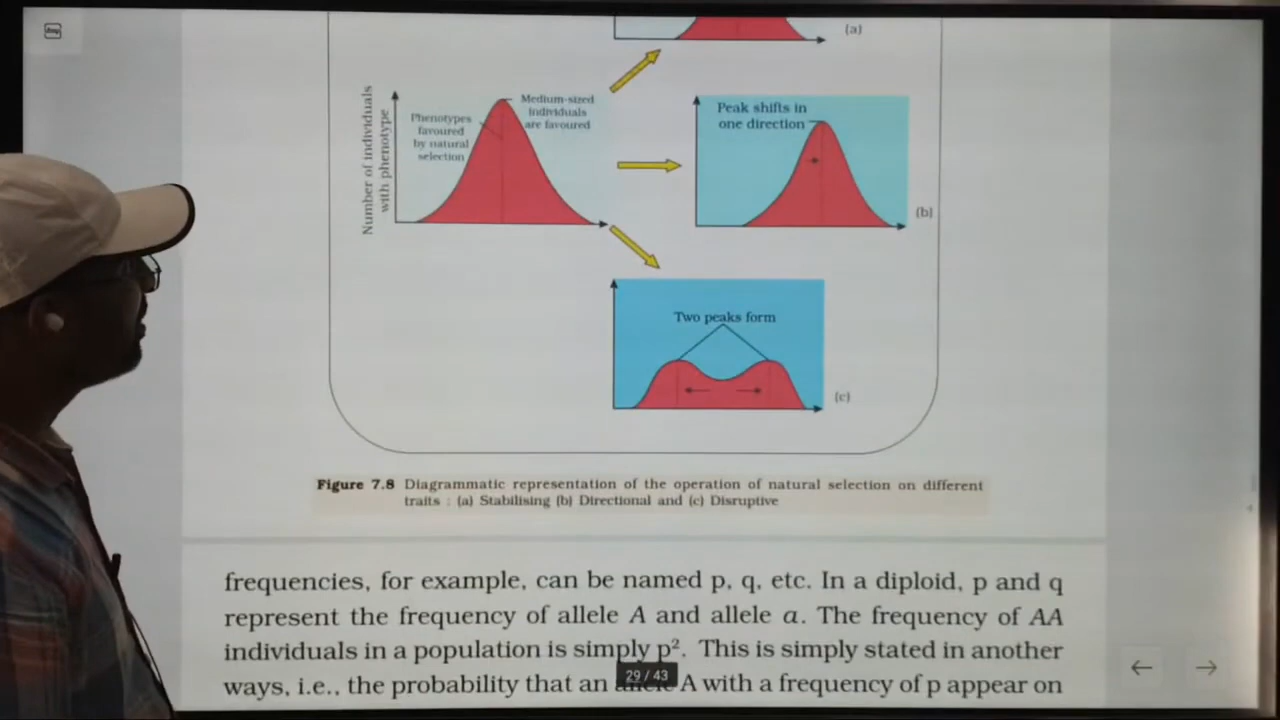 (a)
Number of individuals
with phenotype
Phenotypes
favoured
by natural
selection
Medium-sized
individuals
are favoured
Peak shifts in
one direction
(b)
Two peaks form
(c)
Figure 7.8 Diagrammatic representation of the operation of natural selection on different
traits : (a) Stabilising (b) Directional and (c) Disruptive
frequencies, for example, can be named p, q, etc. In a diploid, p and q
represent the frequency of allele A and allele a. The frequency of AA
individuals in a population is simply p². This is simply stated in another
ways, i.e., the probability that an allele A with a frequency of p appear on
29 / 43